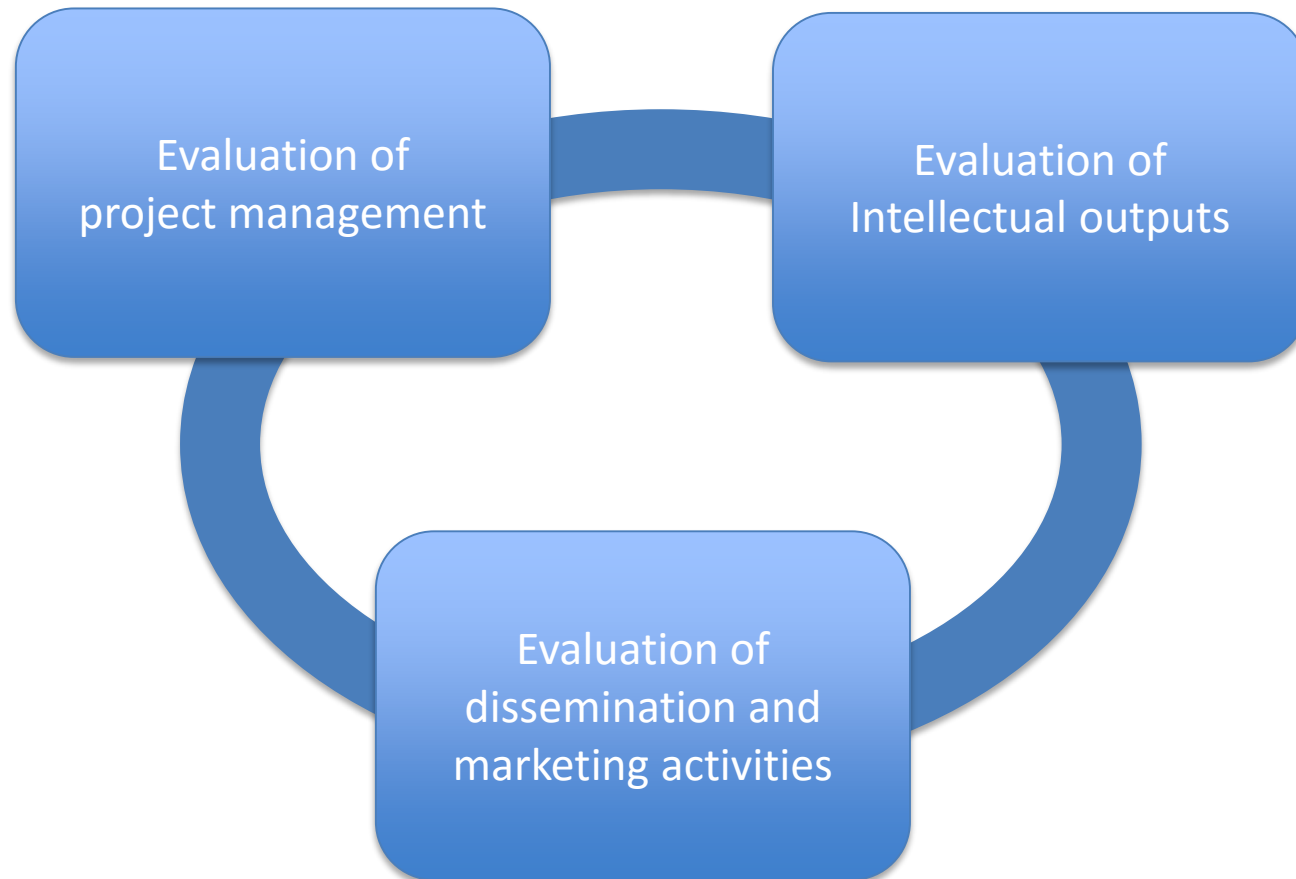 Evaluation of
project management
Evaluation of
Intellectual outputs
Evaluation of
dissemination and
marketing activities